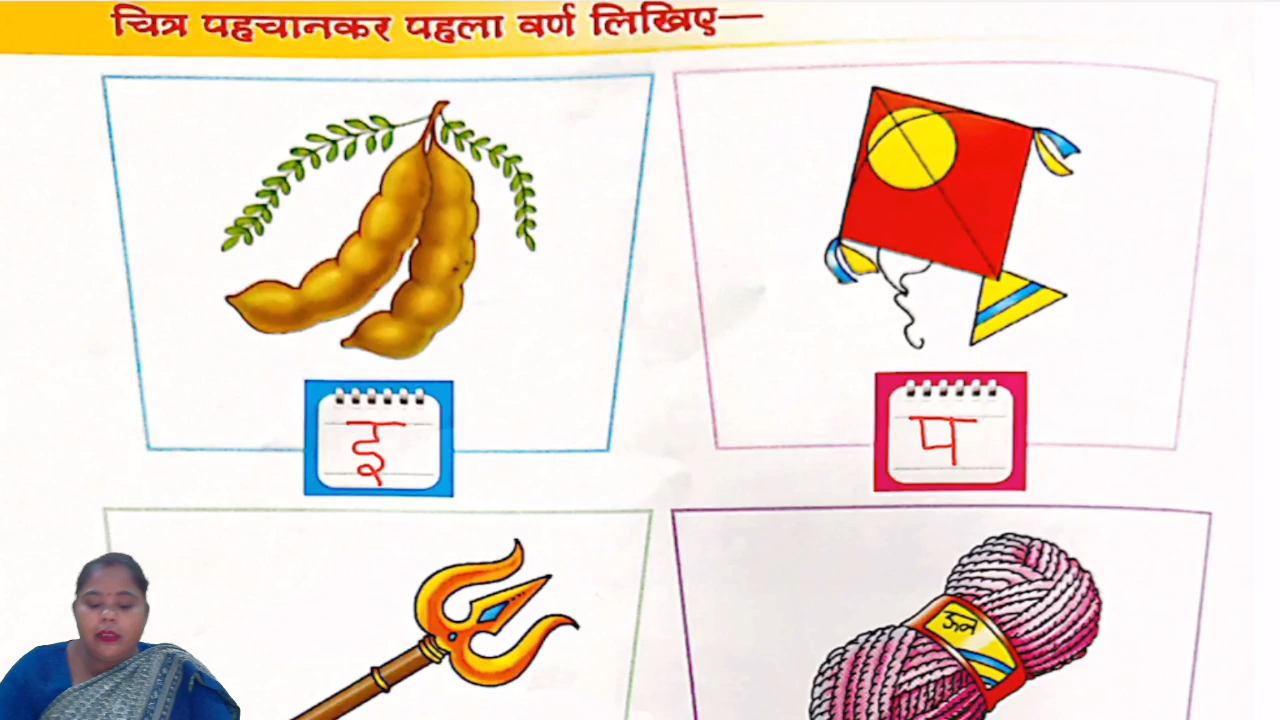 चित्र पहचानकर पहला वर्ण लिखिए—
इ
प
ऊन